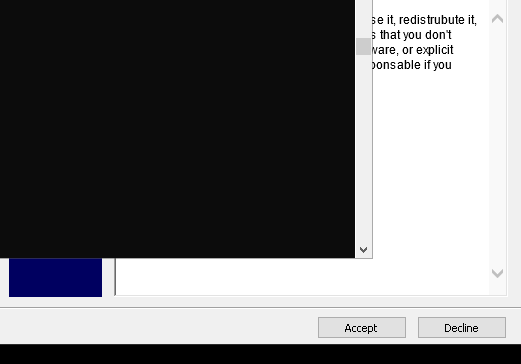 se it, redistrubute it,
s that you don't
ware, or explicit
ponsable if you
Accept
Decline